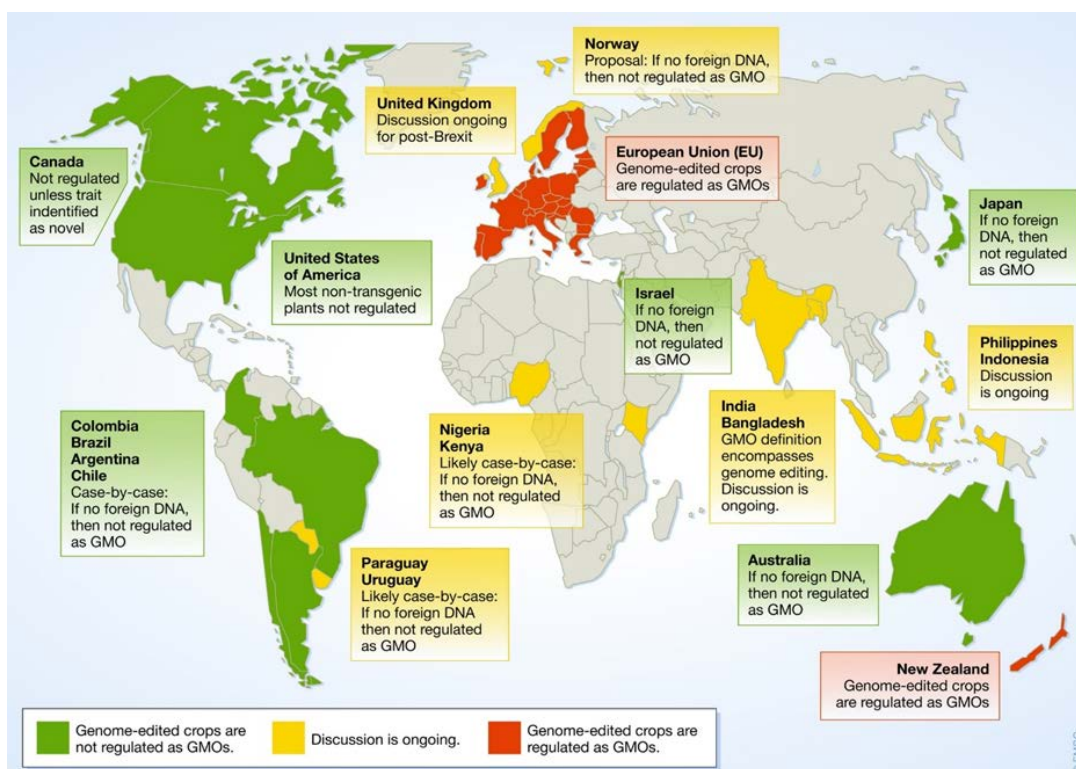 Norway
Proposal: If no foreign DNA,
then not regulated as GMO
United Kingdom
Discussion ongoing
for post-Brexit
European Union (EU)
Genome-edited crops
are regulated as GMOs
Canada
Not regulated
unless trait
indentified
as novel
United States
of America
Most non-transgenic
plants not regulated
Japan
If no foreign
DNA, then
not regulated
as GMO
Israel
If no foreign
DNA, then
not regulated
as GMO
Philippines
Indonesia
Discussion
is ongoing
Colombia
Brazil
Argentina
Chile
Case-by-case:
If no foreign DNA,
then not regulated
as GMO
Nigeria
Kenya
Likely case-by-case:
If no foreign DNA,
then not regulated
as GMO
India
Bangladesh
GMO definition
encompasses
genome editing.
Discussion is
ongoing.
Paraguay
Uruguay
Likely case-by-case:
If no foreign DNA
then not regulated
as GMO
Australia
If no foreign DNA,
then not regulated
as GMO
New Zealand
Genome-edited crops
are regulated as GMOs
Genome-edited crops are
not regulated as GMOs.
Discussion is ongoing.
Genome-edited crops are
regulated as GMOs.